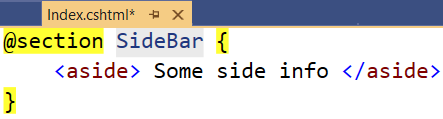 Index.cshtml*
@section SideBar {
    <aside> Some side info </aside>
}